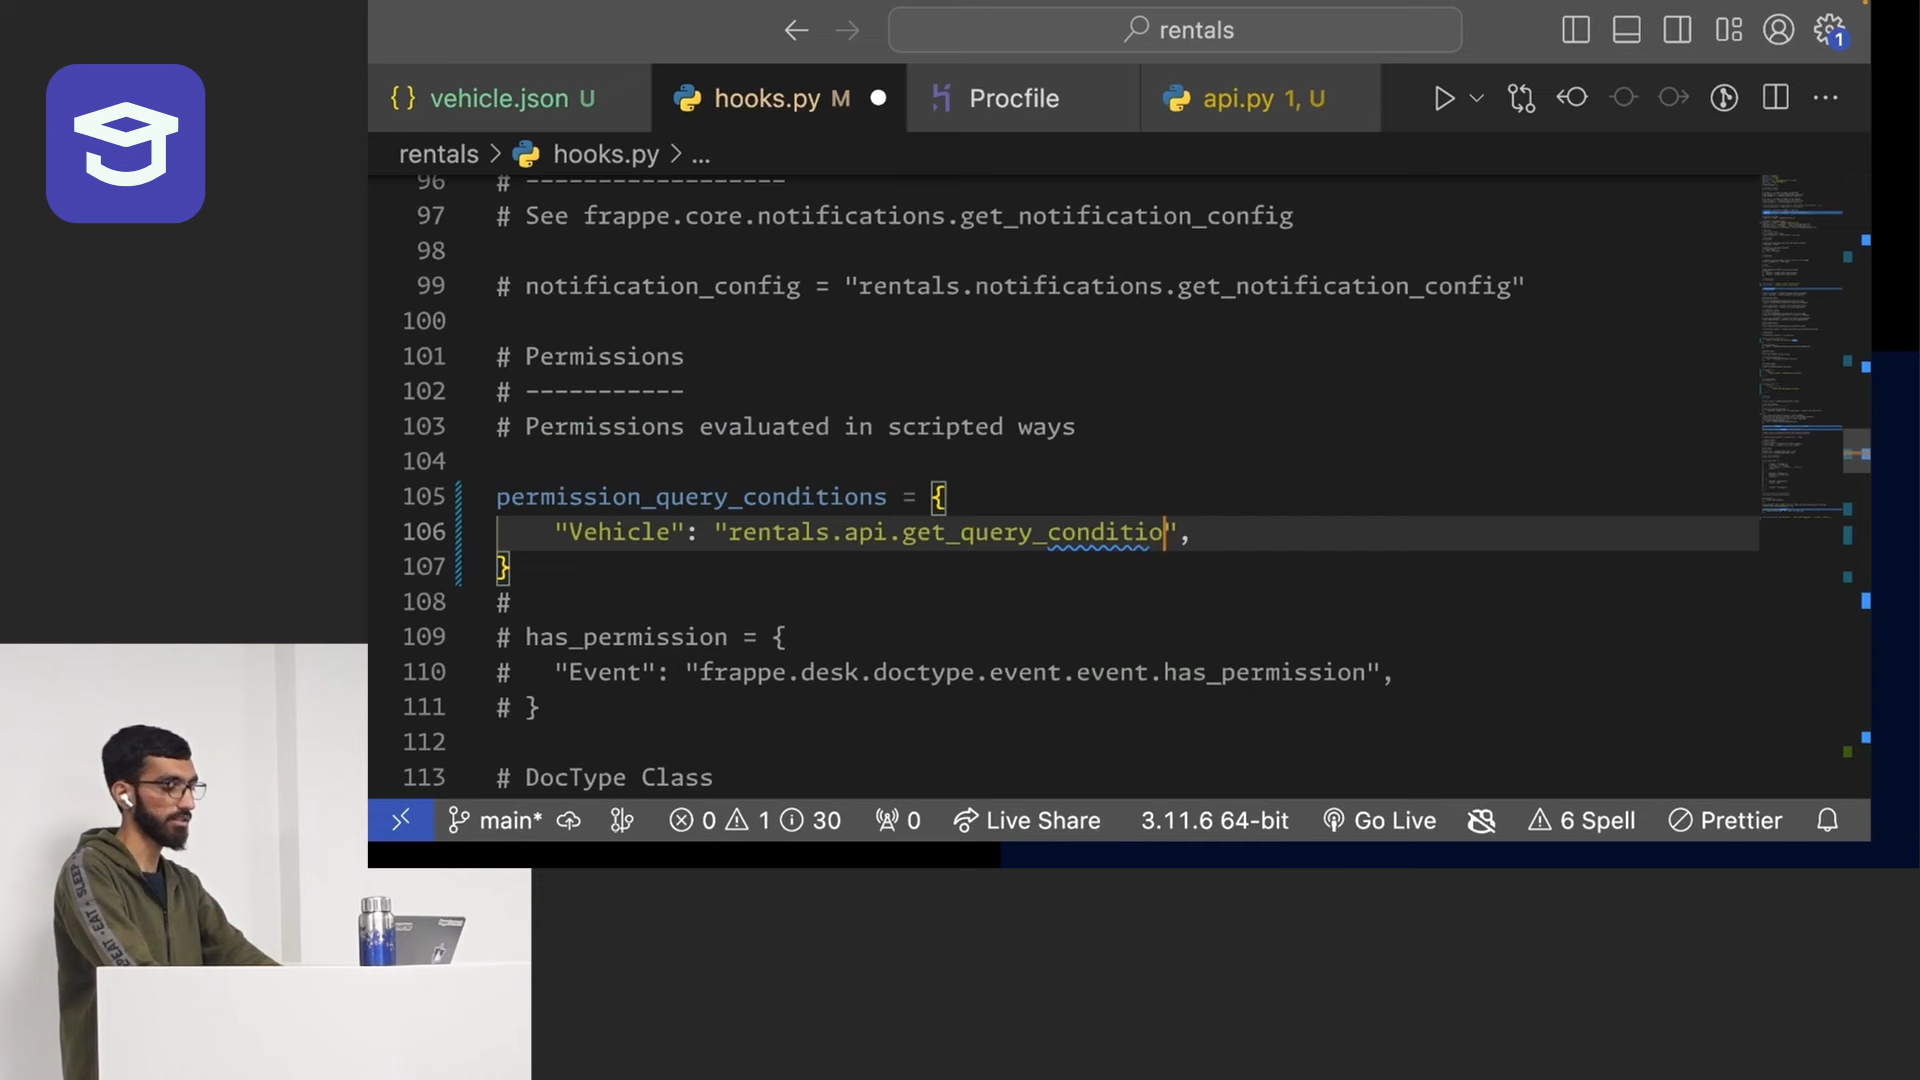 rentals
1
vehicle.json U
hooks.py M
Procfile
api.py 1, U
rentals > hooks.py > ...
96 # ------------------
97 # See frappe.core.notifications.get_notification_config
98
99 # notification_config = "rentals.notifications.get_notification_config"
100
101 # Permissions
102 # -----------
103 # Permissions evaluated in scripted ways
104
105 permission_query_conditions = {
106 "Vehicle": "rentals.api.get_query_conditio",
107 }
108 #
109 # has_permission = {
110 # "Event": "frappe.desk.doctype.event.event.has_permission",
111 # }
112
113 # DocType Class
main* 0 1 30 0 Live Share 3.11.6 64-bit Go Live 6 Spell Prettier
EAT • SLEEP